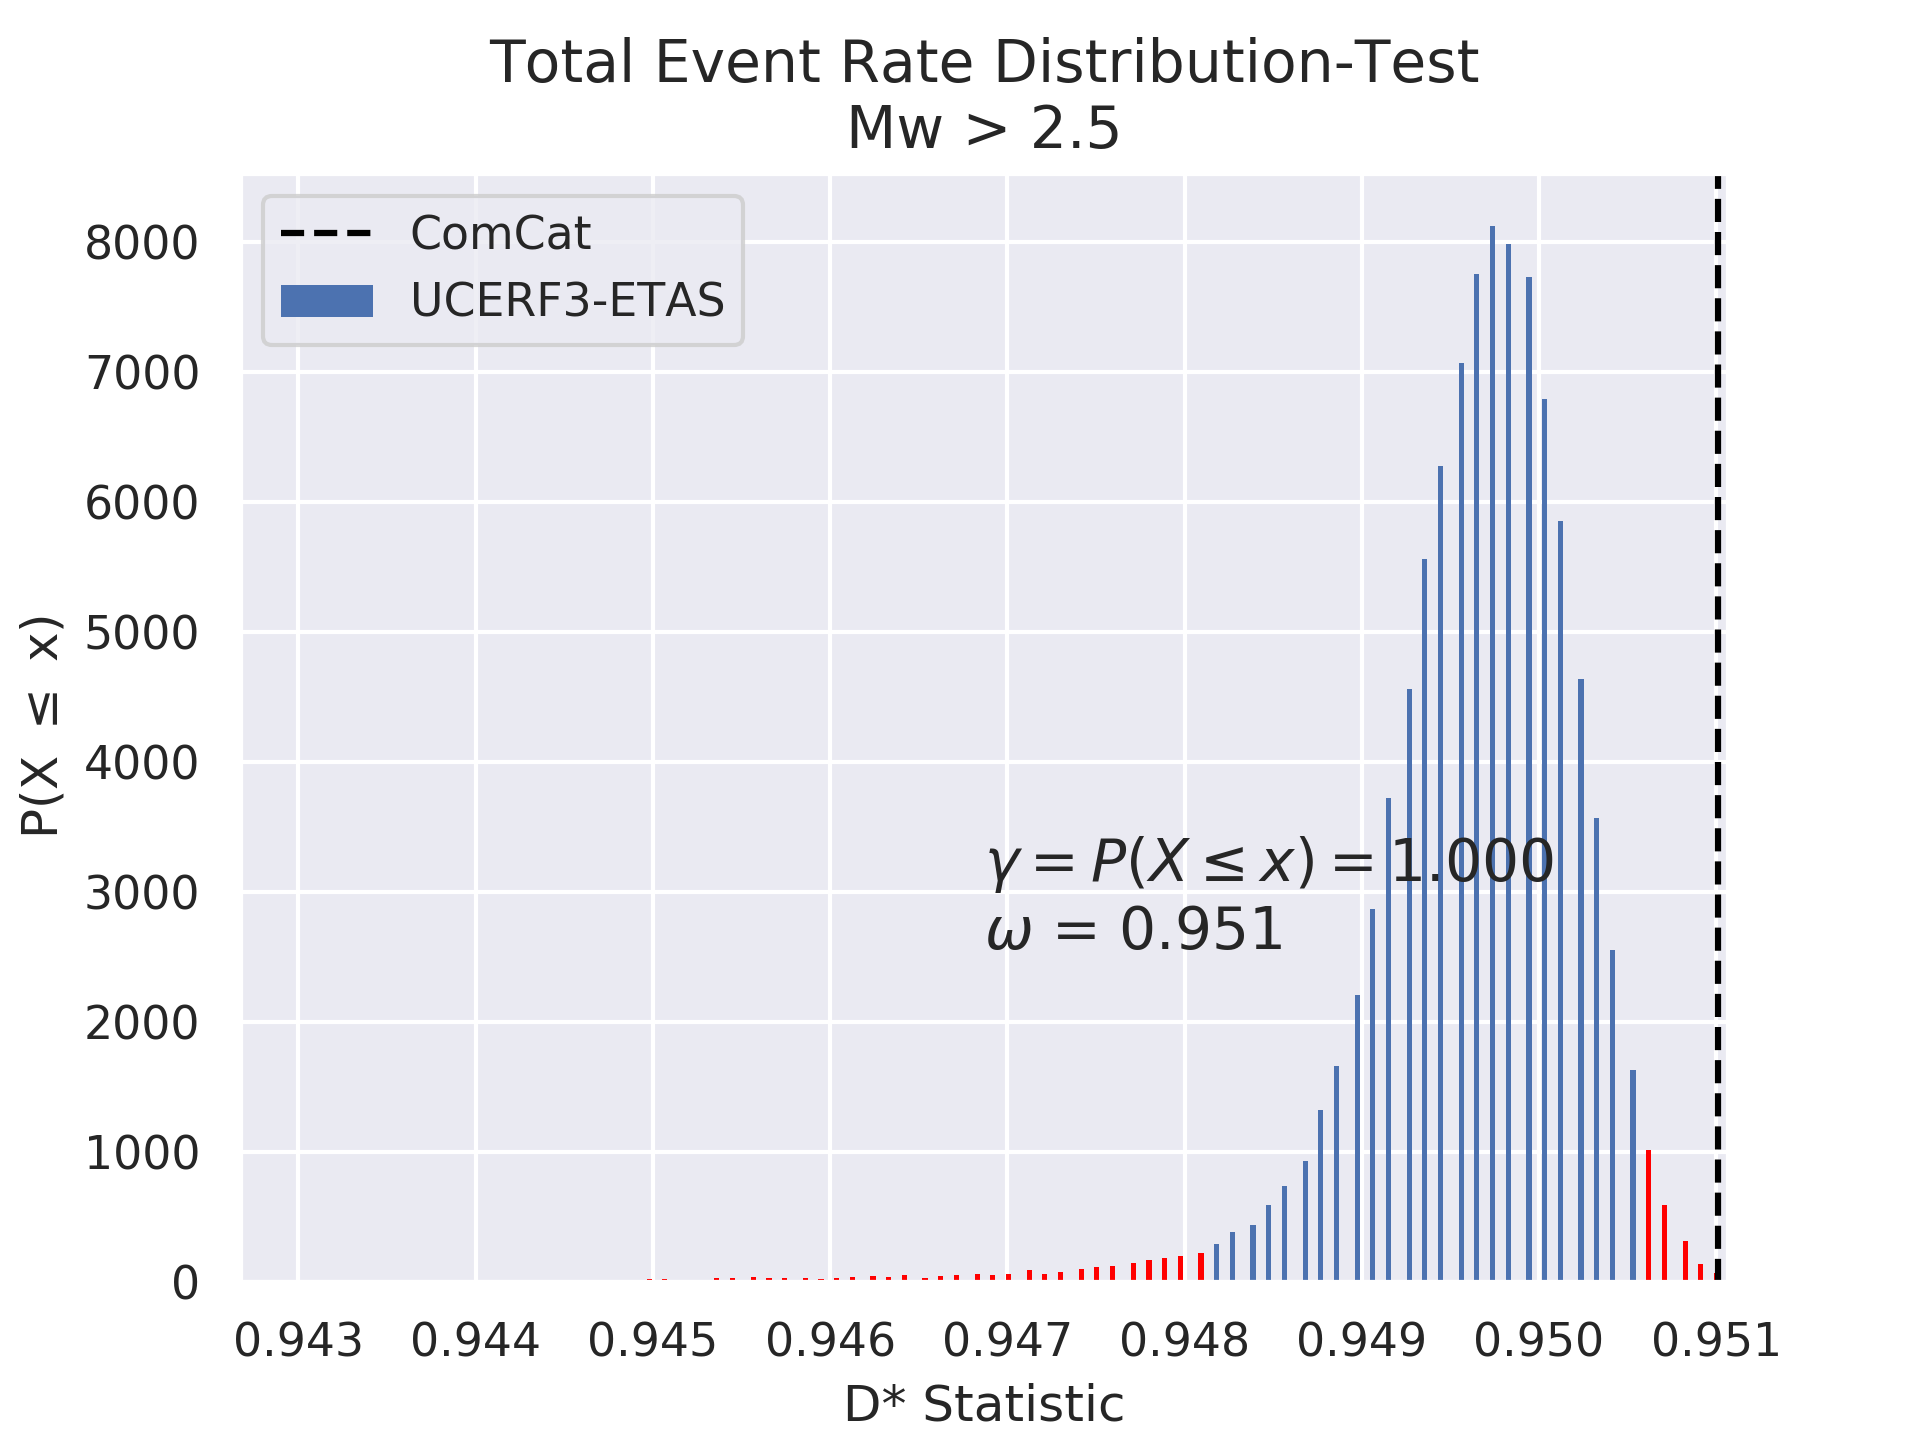 Total Event Rate Distribution-Test
Mw > 2.5
ComCat
UCERF3-ETAS
8000
7000
6000
5000
4000
3000
2000
1000
0
P(X ≤ x)
γ = P(X ≤ x) = 1.000
ω = 0.951
0.943 0.944 0.945 0.946 0.947 0.948 0.949 0.950 0.951
D* Statistic